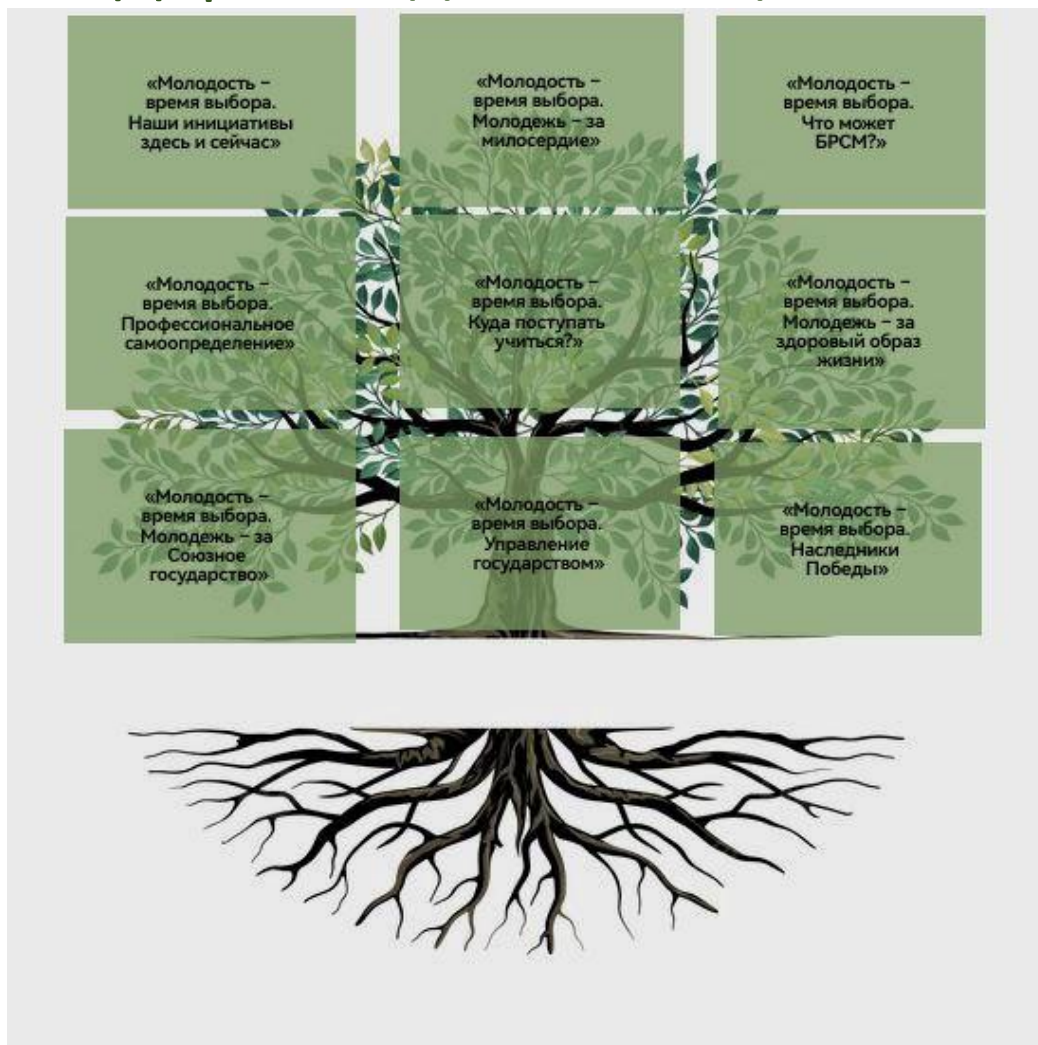 «Молодость –
время выбора.
Наши инициативы
здесь и сейчас»
«Молодость –
время выбора.
Молодежь – за
милосердие»
«Молодость –
время выбора.
Что может
БРСМ?»
«Молодость –
время выбора.
Профессиональное
самоопределение»
«Молодость –
время выбора.
Куда поступать
учиться?»
«Молодость –
время выбора.
Молодежь – за
здоровый образ
жизни»
«Молодость –
время выбора.
Молодежь – за
Союзное
государство»
«Молодость –
время выбора.
Управление
государством»
«Молодость –
время выбора.
Наследники
Победы»